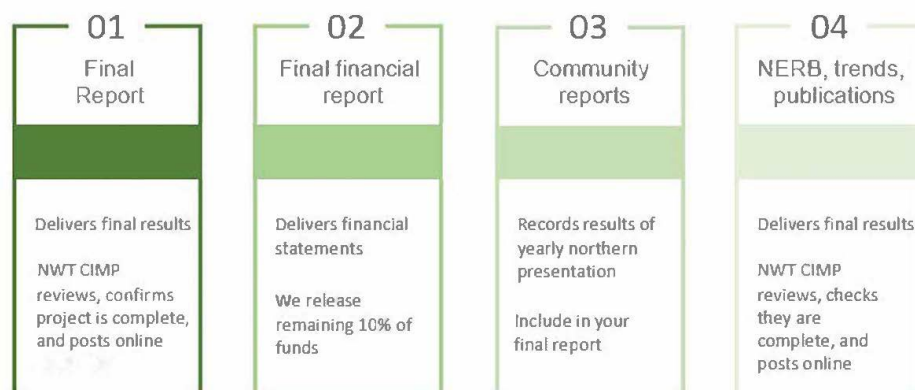 01
Final
Report
Delivers final results
NWT CIMP
reviews, confirms
project is complete,
and posts online
02
Final financial
report
Delivers financial
statements
We release
remaining 10% of
funds
03
Community
reports
Records results of
yearly northern
presentation
Include in your
final report
04
NERB, trends,
publications
Delivers final results
NWT CIMP
reviews, checks
they are
complete, and
posts online